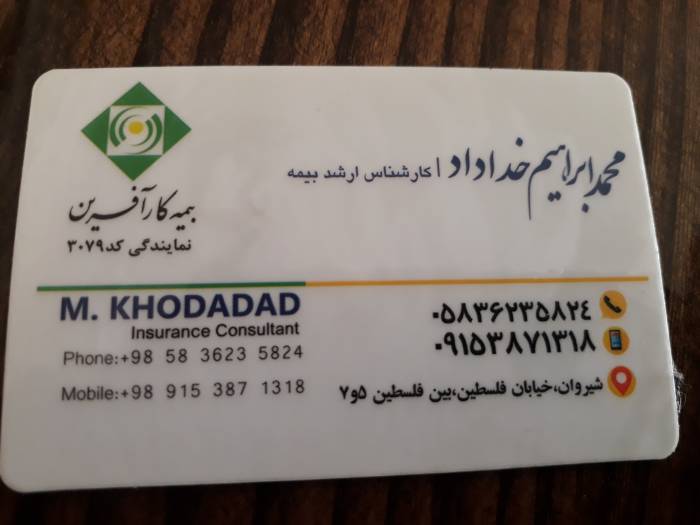 محمد ابراهیم خداداد | کارشناس ارشد بیمه
بیمه کارآفرین
نمایندگی کد ۳۰۷۹
M. KHODADAD
Insurance Consultant
Phone:+98 58 3623 5824
Mobile:+98 915 387 1318
۰۵۸۳۶۲۳۵۸۲٤
۰۹۱۵۳۸۷۱۳۱۸
شیروان،خیابان فلسطین،بین فلسطین ۵و۷